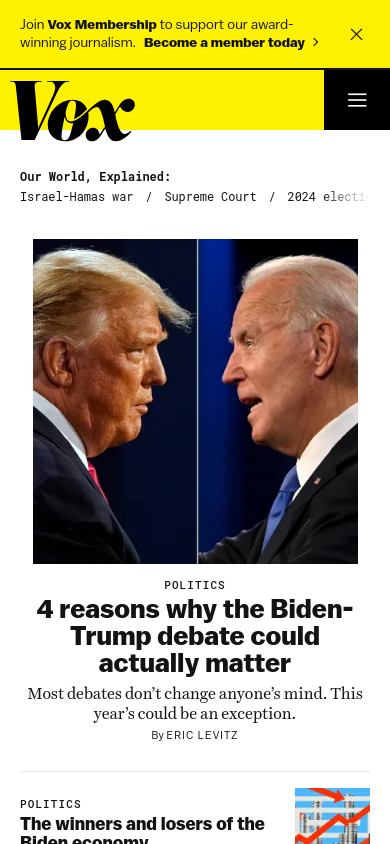 Join Vox Membership to support our award-
winning journalism. Become a member today
Vox
Our World, Explained:
Israel-Hamas war / Supreme Court / 2024 electi
POLITICS
4 reasons why the Biden-
Trump debate could
actually matter
Most debates don’t change anyone’s mind. This
year’s could be an exception.
By ERIC LEVITZ
POLITICS
The winners and losers of the
Biden economy